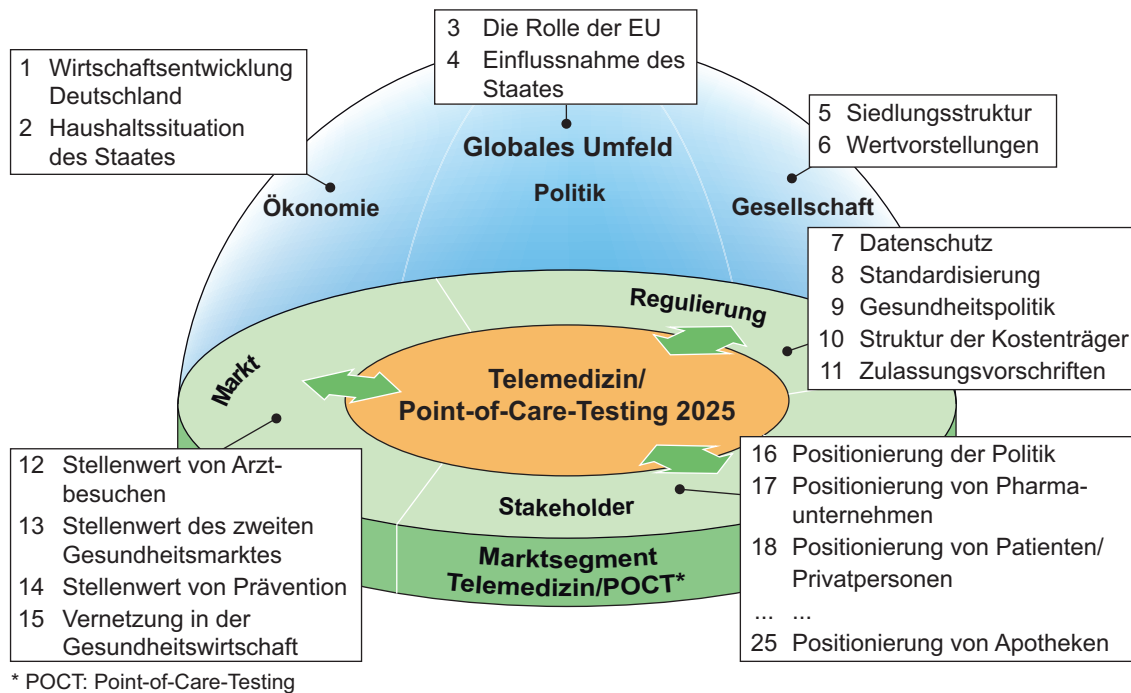 3 Die Rolle der EU
4 Einflussnahme des
Staates
1 Wirtschaftsentwicklung
Deutschland
2 Haushaltssituation
des Staates
5 Siedlungsstruktur
6 Wertvorstellungen
Globales Umfeld
Politik
Ökonomie
Gesellschaft
7 Datenschutz
8 Standardisierung
9 Gesundheitspolitik
10 Struktur der Kostenträger
11 Zulassungsvorschriften
Regulierung
Markt
Telemedizin/
Point-of-Care-Testing 2025
12 Stellenwert von Arzt-
besuchen
13 Stellenwert des zweiten
Gesundheitsmarktes
14 Stellenwert von Prävention
15 Vernetzung in der
Gesundheitswirtschaft
Stakeholder
Marktsegment
Telemedizin/POCT*
16 Positionierung der Politik
17 Positionierung von Pharma-
unternehmen
18 Positionierung von Patienten/
Privatpersonen
... ...
25 Positionierung von Apotheken
* POCT: Point-of-Care-Testing